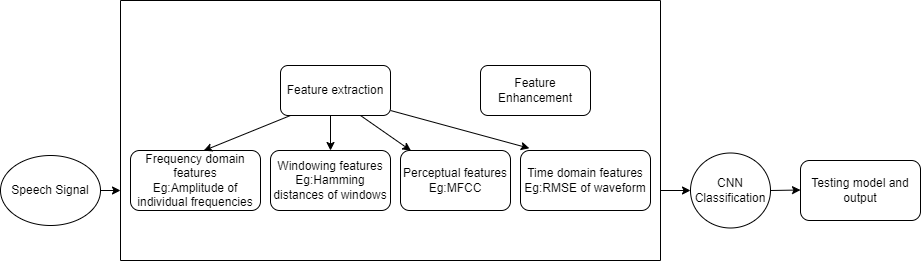 Feature extraction
Feature
Enhancement
Speech Signal
Frequency domain
features
Eg:Amplitude of
individual frequencies
Windowing features
Eg:Hamming
distances of windows
Perceptual features
Eg:MFCC
Time domain features
Eg:RMSE of waveform
CNN
Classification
Testing model and
output